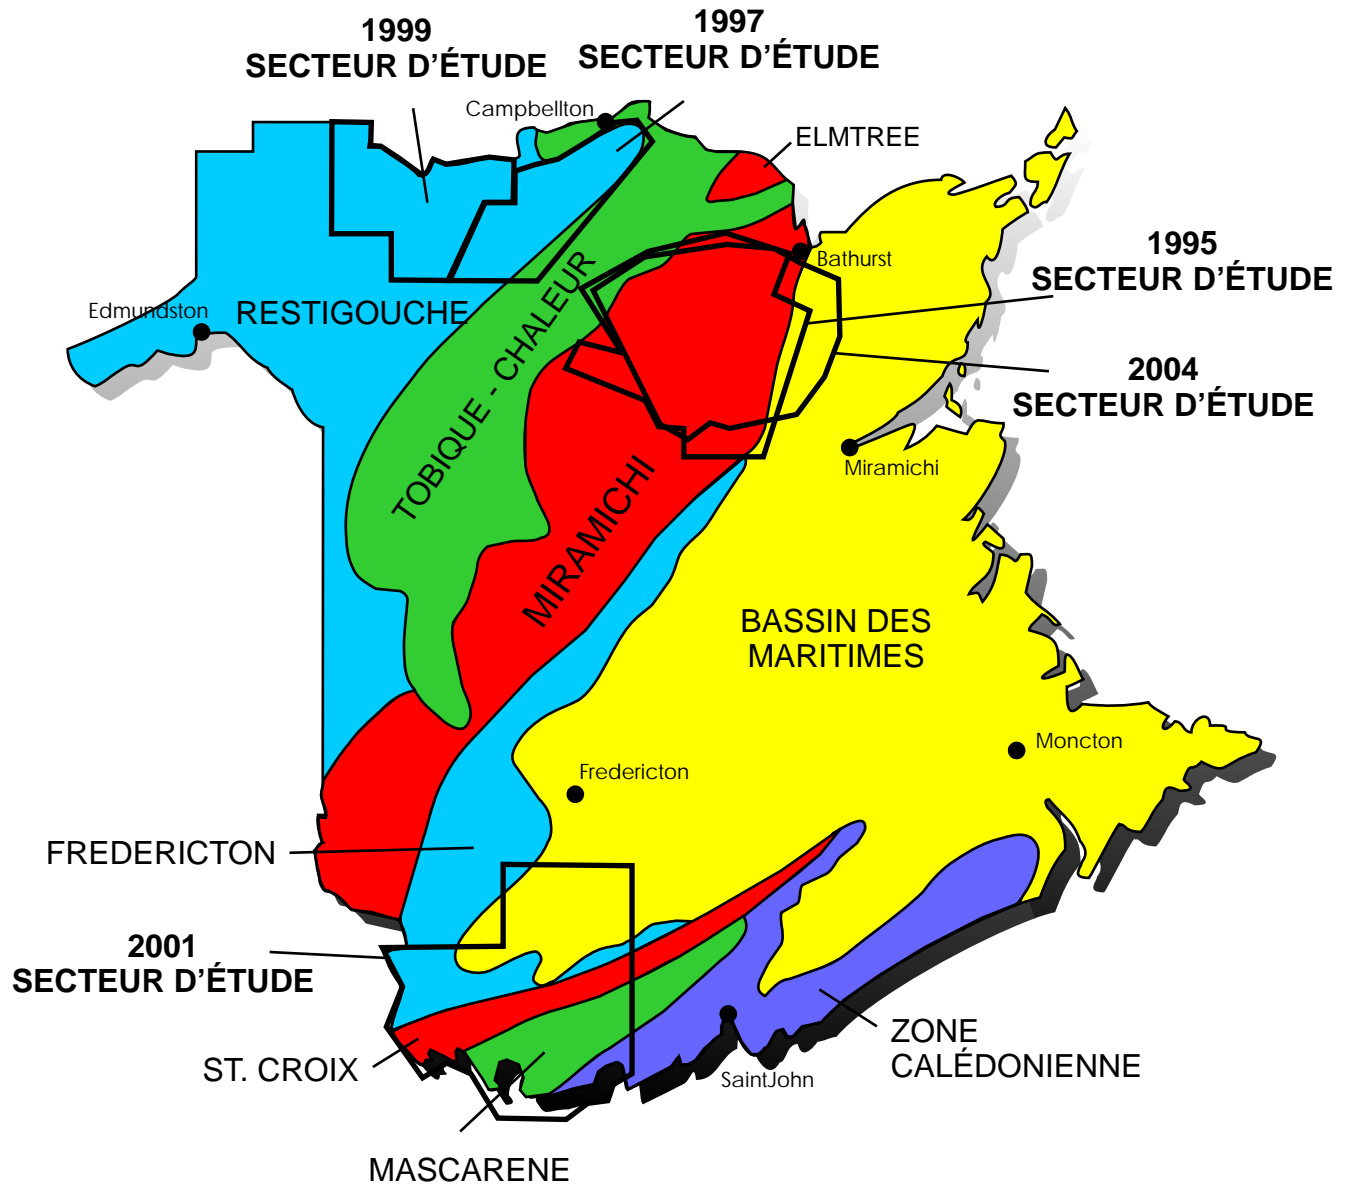 1999
SECTEUR D'ÉTUDE
1997
SECTEUR D'ÉTUDE
Campbellton
ELMTREE
1995
SECTEUR D'ÉTUDE
Bathurst
Edmundston
RESTIGOUCHE
TOBIQUE - CHALEUR
2004
SECTEUR D'ÉTUDE
Miramichi
MIRAMICHI
BASSIN DES
MARITIMES
Moncton
Fredericton
FREDERICTON
2001
SECTEUR D'ÉTUDE
ST. CROIX
ZONE
CALÉDONIENNE
SaintJohn
MASCARENE